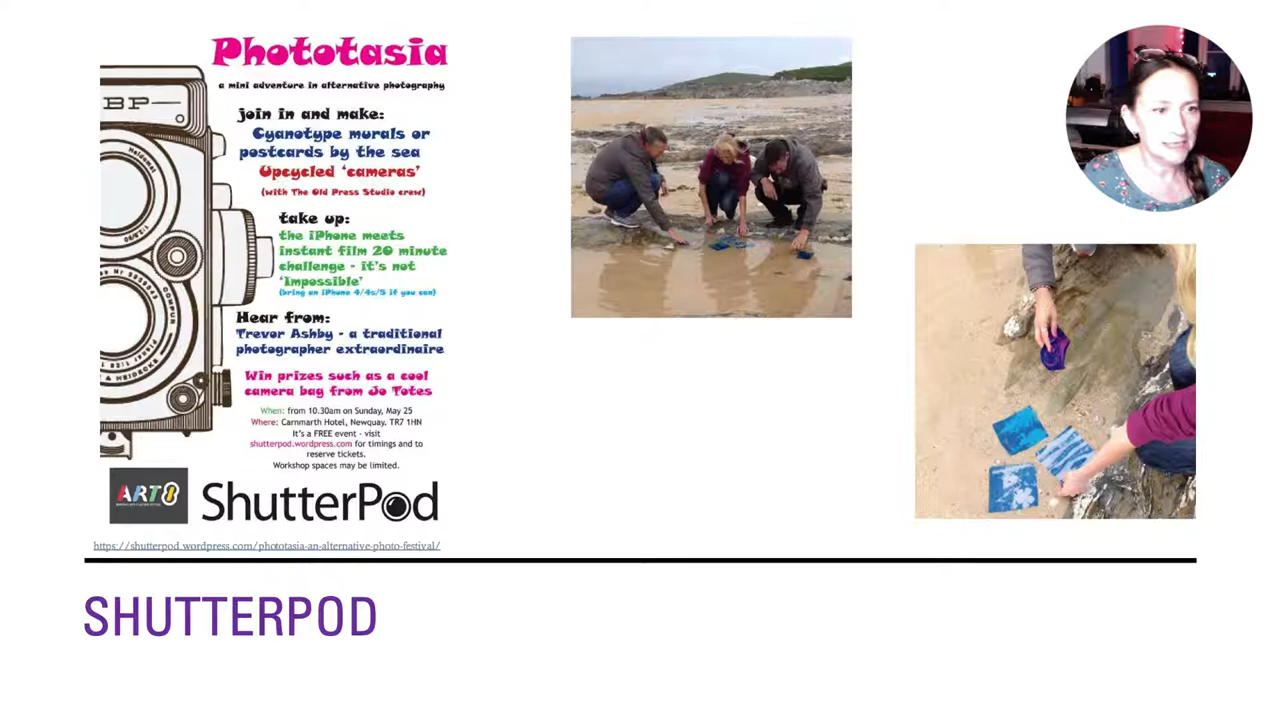 Phototasia
a mini adventure in alternative photography
join in and make:
Cyanotype murals or
postcards by the sea
Upcycled 'cameras'
(with The Old Press Studio crew)
take up:
the iPhone meets
instant film 20 minute
challenge - it's not
'Impossible'
(bring an iPhone 4/4s/5 if you can)
Hear from:
Trevor Ashby - a traditional
photographer extraordinaire
Win prizes such as a cool
camera bag from Jo Totes
When: from 10.30am on Sunday, May 25
Where: Carnmarth Hotel, Newquay, TR7 1HN
It's a FREE event - visit
shutterpod.wordpress.com for timings and to
reserve tickets.
Workshop spaces may be limited.
BP
Heidosmat
COMPUR
& HEIDECKE
ART8
ShutterPod
https://shutterpod.wordpress.com/phototasia-an-alternative-photo-festival/
SHUTTERPOD